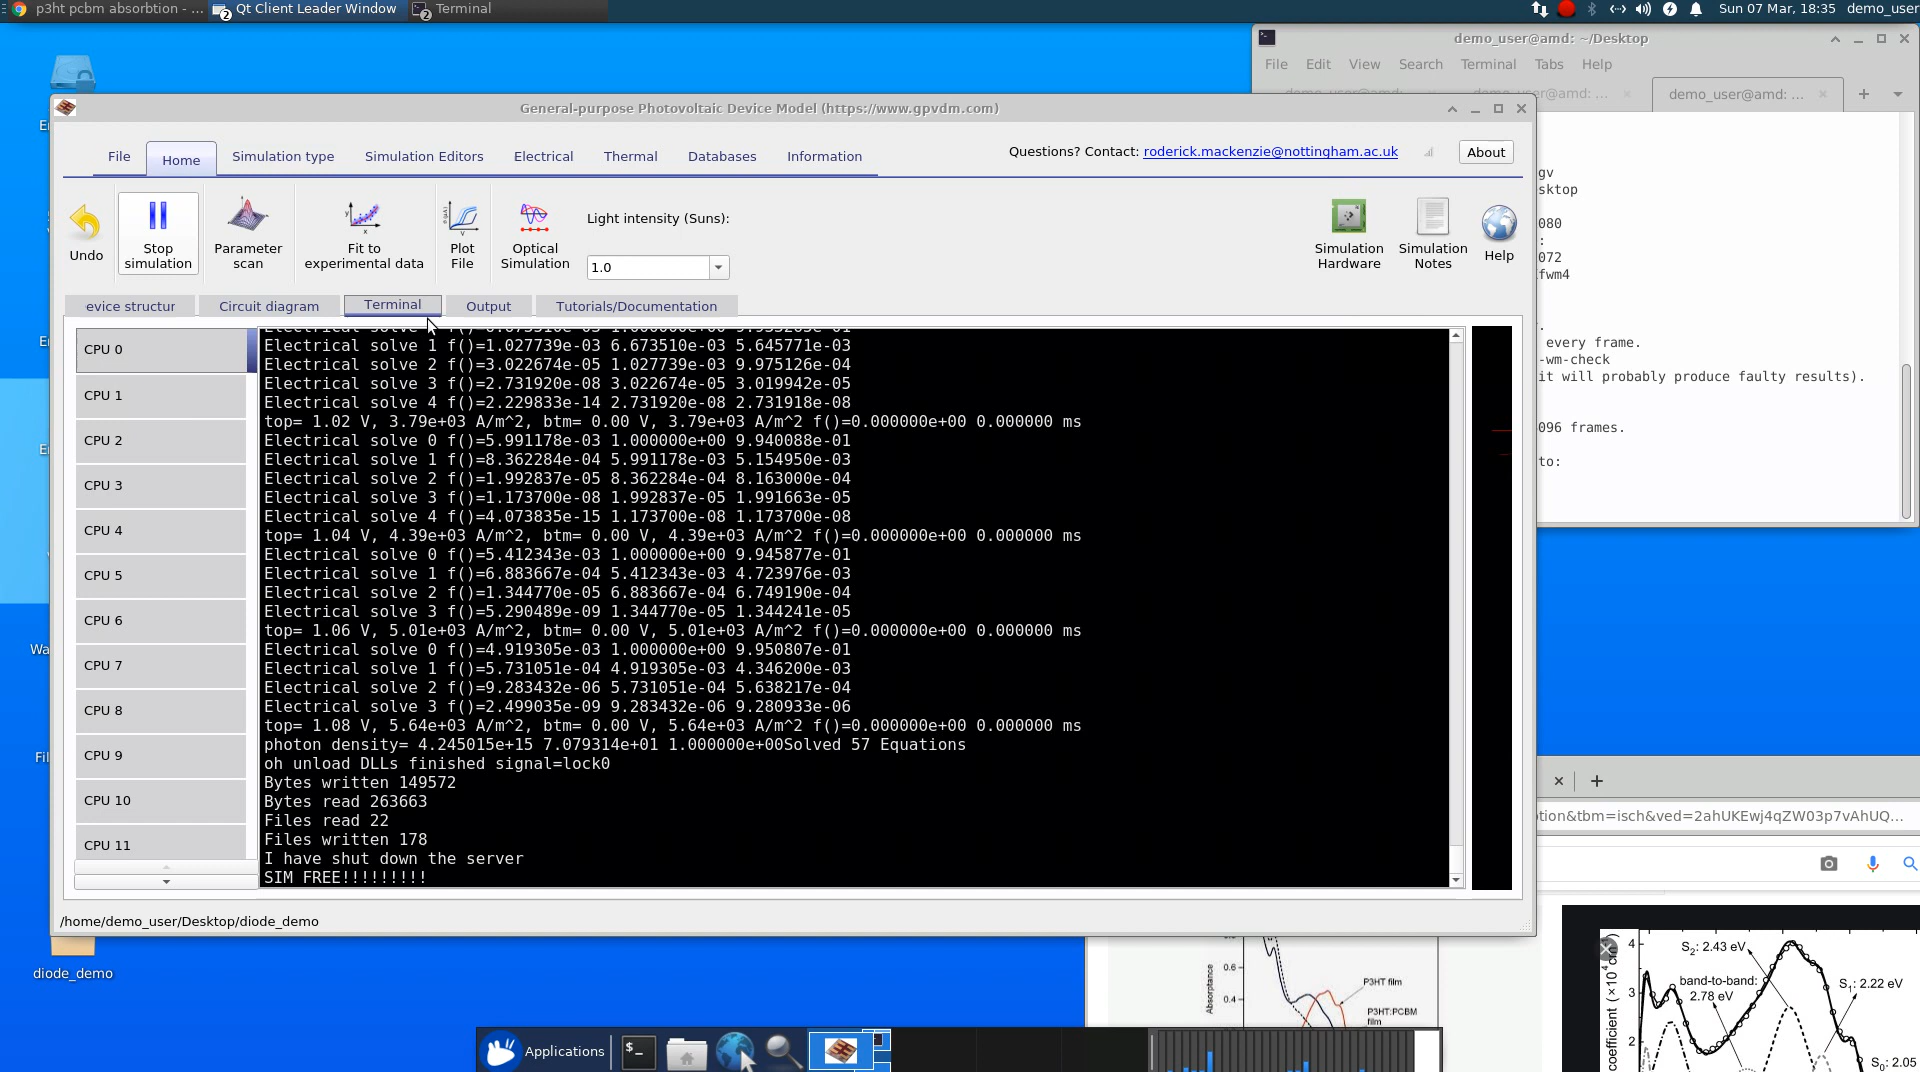 p3ht pcbm absorbtion - ...
Qt Client Leader Window
Terminal
Sun 07 Mar, 18:35
demo_user
demo_user@amd: ~/Desktop
File Edit View Search Terminal Tabs Help
demo_user@amd: ...
General-purpose Photovoltaic Device Model (https://www.gpvdm.com)
File Home Simulation type Simulation Editors Electrical Thermal Databases Information
Questions? Contact: roderick.mackenzie@nottingham.ac.uk
About
Undo
Stop simulation
Parameter scan
Fit to experimental data
Plot File
Optical Simulation
Light intensity (Suns):
1.0
Simulation Hardware
Simulation Notes
Help
evice structur
Circuit diagram
Terminal
Output
Tutorials/Documentation
CPU 0
CPU 1
CPU 2
CPU 3
CPU 4
CPU 5
CPU 6
CPU 7
CPU 8
CPU 9
CPU 10
CPU 11
Electrical solve 1 f()=1.027739e-03 6.673510e-03 5.645771e-03
Electrical solve 2 f()=3.022674e-05 1.027739e-03 9.975126e-04
Electrical solve 3 f()=2.731920e-08 3.022674e-05 3.019942e-05
Electrical solve 4 f()=2.229833e-14 2.731920e-08 2.731918e-08
top= 1.02 V, 3.79e+03 A/m^2, btm= 0.00 V, 3.79e+03 A/m^2 f()=0.000000e+00 0.000000 ms
Electrical solve 0 f()=5.991178e-03 1.000000e+00 9.940088e-01
Electrical solve 1 f()=8.362284e-04 5.991178e-03 5.154950e-03
Electrical solve 2 f()=1.992837e-05 8.362284e-04 8.163000e-04
Electrical solve 3 f()=1.173700e-08 1.992837e-05 1.991663e-05
Electrical solve 4 f()=4.073835e-15 1.173700e-08 1.173700e-08
top= 1.04 V, 4.39e+03 A/m^2, btm= 0.00 V, 4.39e+03 A/m^2 f()=0.000000e+00 0.000000 ms
Electrical solve 0 f()=5.412343e-03 1.000000e+00 9.945877e-01
Electrical solve 1 f()=6.883667e-04 5.412343e-03 4.723976e-03
Electrical solve 2 f()=1.344770e-05 6.883667e-04 6.749190e-04
Electrical solve 3 f()=5.290489e-09 1.344770e-05 1.344241e-05
top= 1.06 V, 5.01e+03 A/m^2, btm= 0.00 V, 5.01e+03 A/m^2 f()=0.000000e+00 0.000000 ms
Electrical solve 0 f()=4.919305e-03 1.000000e+00 9.950807e-01
Electrical solve 1 f()=5.731051e-04 4.919305e-03 4.346200e-03
Electrical solve 2 f()=9.283432e-06 5.731051e-04 5.638217e-04
Electrical solve 3 f()=2.499035e-09 9.283432e-06 9.280933e-06
top= 1.08 V, 5.64e+03 A/m^2, btm= 0.00 V, 5.64e+03 A/m^2 f()=0.000000e+00 0.000000 ms
photon density= 4.245015e+15 7.079314e+01 1.000000e+00Solved 57 Equations
oh unload DLLs finished signal=lock0
Bytes written 149572
Bytes read 263663
Files read 22
Files written 178
I have shut down the server
SIM FREE!!!!!!!!!
/home/demo_user/Desktop/diode_demo
gv
sktop
080
:
072
fwm4
.
every frame.
-wm-check
it will probably produce faulty results).
096 frames.
to:
tion&tbm=isch&ved=2ahUKEwj4qZW03p7vAhUQ...
diode_demo
Absorptance
0.6
0.4
P3HT film
P3HT:PCBM film
4
3
2
S2: 2.43 eV
band-to-band: 2.78 eV
S1: 2.22 eV
S0: 2.05
Applications